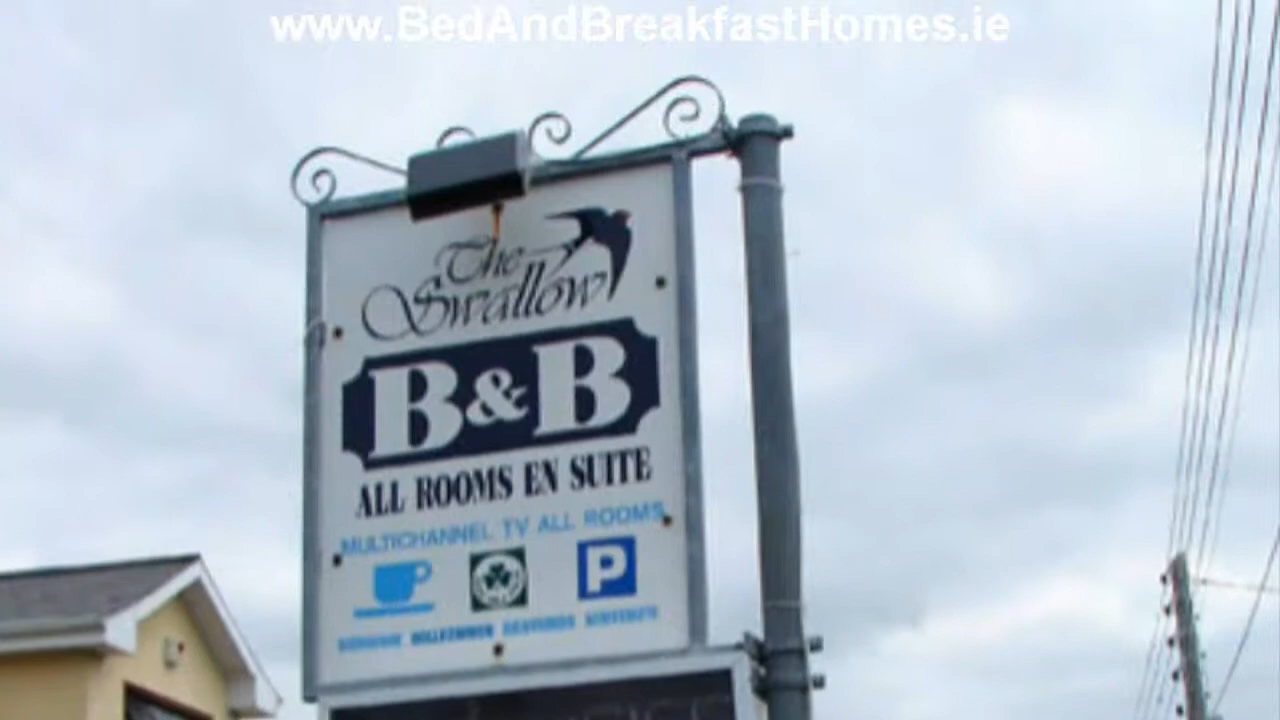 www.BedAndBreakfastHomes.ie
The
Swallow
B&B
ALL ROOMS EN SUITE
MULTICHANNEL TV ALL ROOMS
P